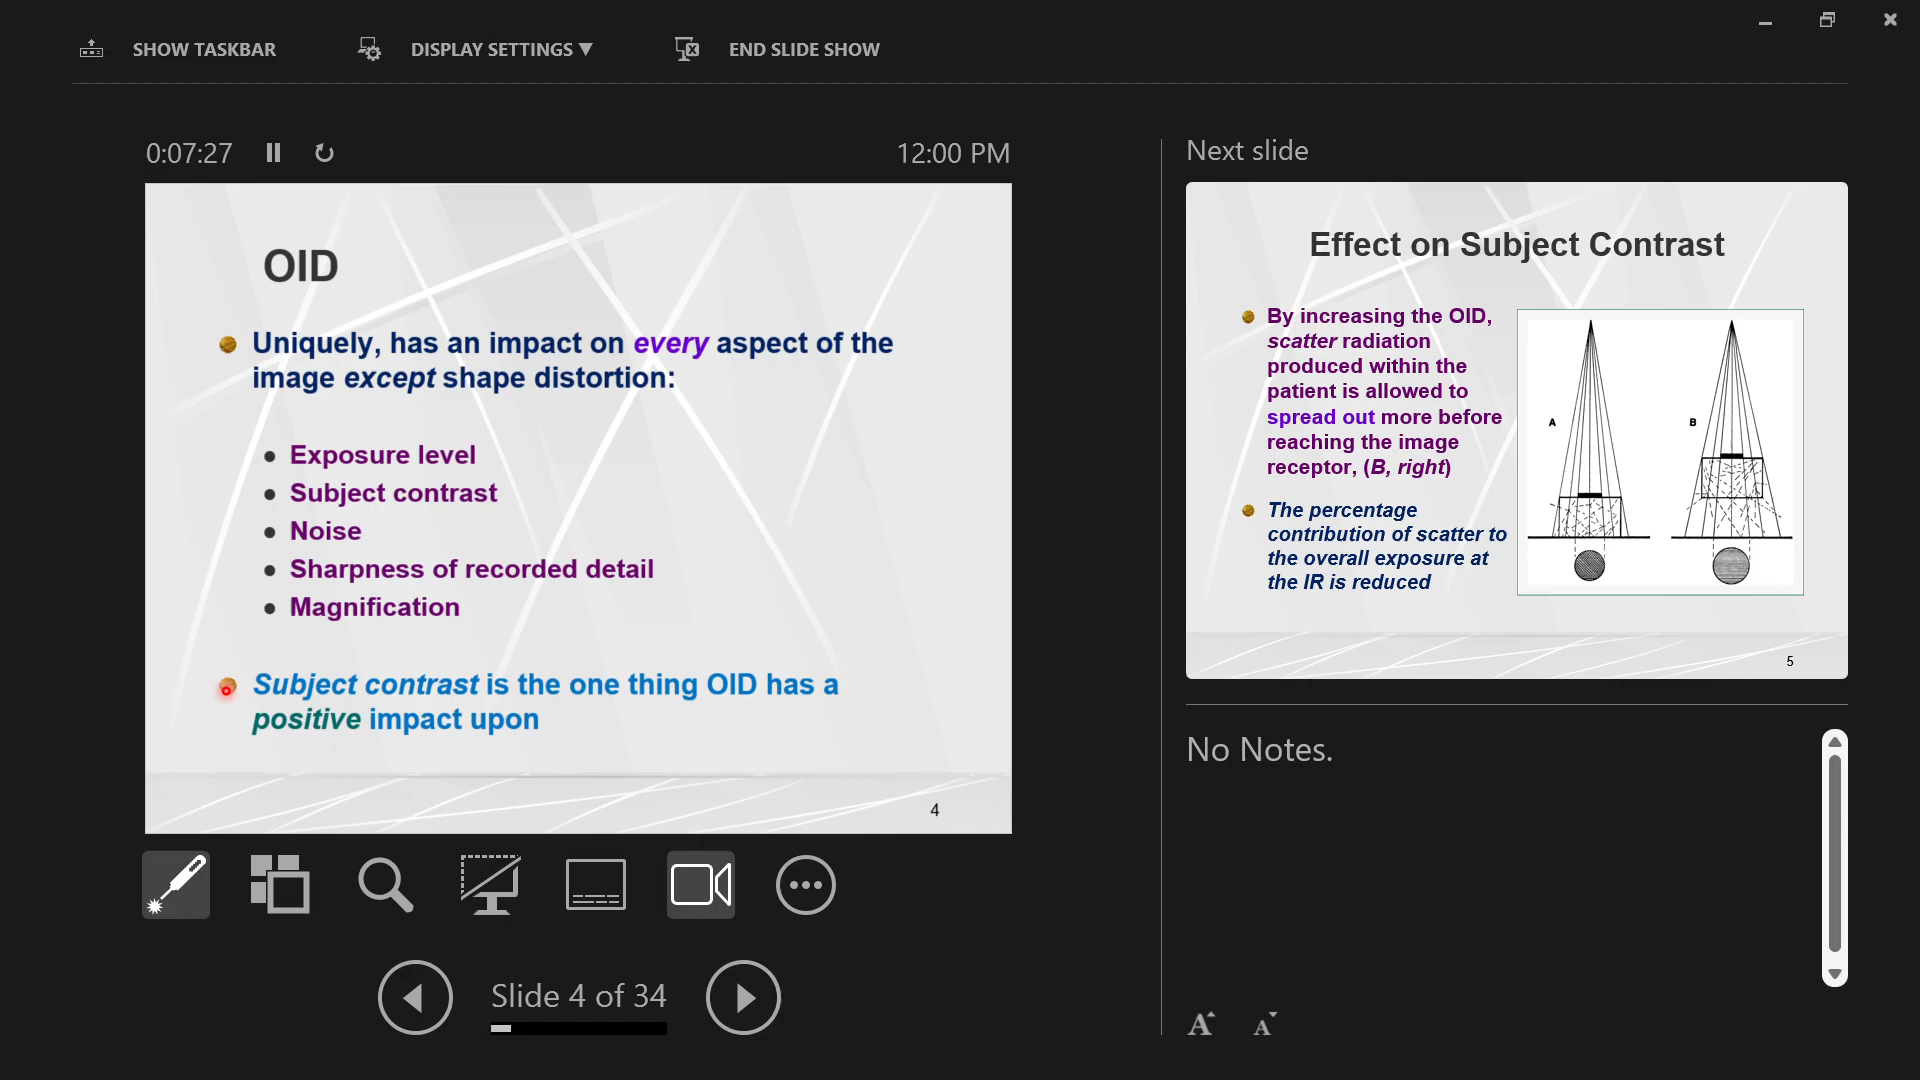 SHOW TASKBAR
DISPLAY SETTINGS ▼
END SLIDE SHOW
0:07:27
12:00 PM
OID
Uniquely, has an impact on every aspect of the
image except shape distortion:
Exposure level
Subject contrast
Noise
Sharpness of recorded detail
Magnification
Subject contrast is the one thing OID has a
positive impact upon
4
Slide 4 of 34
Next slide
Effect on Subject Contrast
By increasing the OID,
scatter radiation
produced within the
patient is allowed to
spread out more before
reaching the image
receptor, (B, right)
The percentage
contribution of scatter to
the overall exposure at
the IR is reduced
A
B
5
No Notes.
A
A